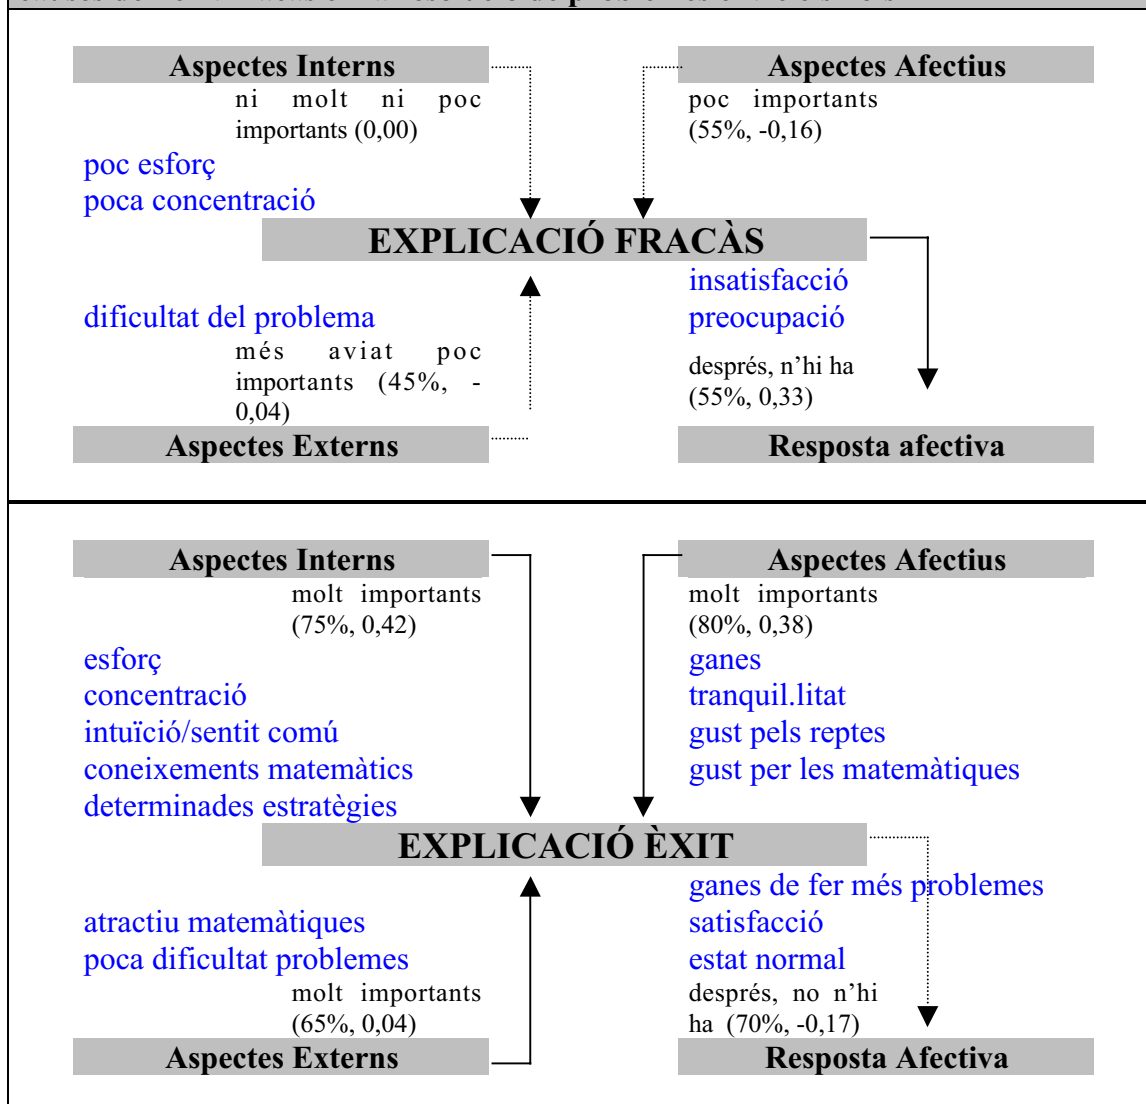 Aspectes Interns
Aspectes Afectius
ni molt ni poc
importants (0,00)
poc importants
(55%, -0,16)
poc esforç
poca concentració
EXPLICACIÓ FRACÀS
insatisfacció
preocupació
dificultat del problema
més aviat poc
importants (45%, -
0,04)
després, n’hi ha
(55%, 0,33)
Aspectes Externs
Resposta afectiva
Aspectes Interns
Aspectes Afectius
molt importants
(75%, 0,42)
molt importants
(80%, 0,38)
esforç
concentració
intuïció/sentit comú
coneixements matemàtics
determinades estratègies
ganes
tranquil.litat
gust pels reptes
gust per les matemàtiques
EXPLICACIÓ ÈXIT
ganes de fer més problemes
satisfacció
estat normal
atractiu matemàtiques
poca dificultat problemes
molt importants
(65%, 0,04)
després, no n’hi
ha (70%, -0,17)
Aspectes Externs
Resposta Afectiva